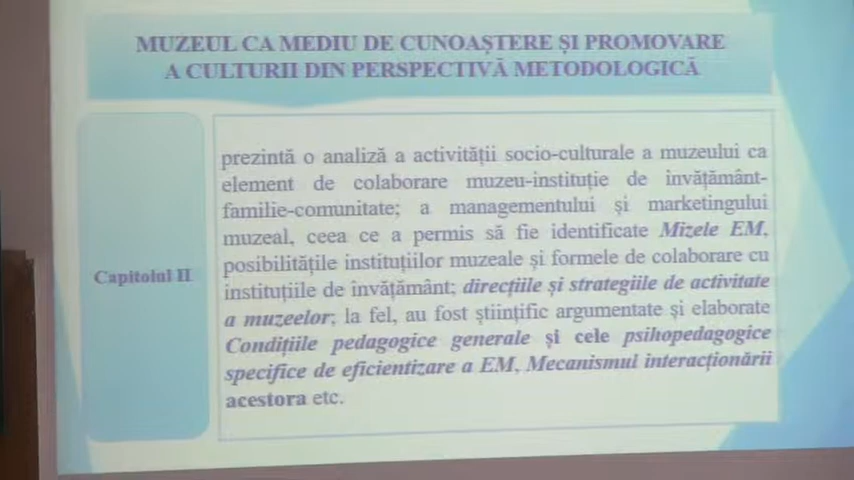 MUZEUL CA MEDIU DE CUNOAȘTERE ȘI PROMOVARE
A CULTURII DIN PERSPECTIVĂ METODOLOGICĂ
Capitolul II
prezintă o analiză a activității socio-culturale a muzeului ca
element de colaborare muzeu-instituție de învățământ-
familie-comunitate; a managementului și marketingului
muzeal, ceea ce a permis să fie identificate Mizele EM,
posibilitățile instituțiilor muzeale și formele de colaborare cu
instituțiile de învățământ; direcțiile și strategiile de activitate
a muzeelor; la fel, au fost științific argumentate și elaborate
Condițiile pedagogice generale și cele psihopedagogice
specifice de eficientizare a EM, Mecanismul interacționării
acestora etc.